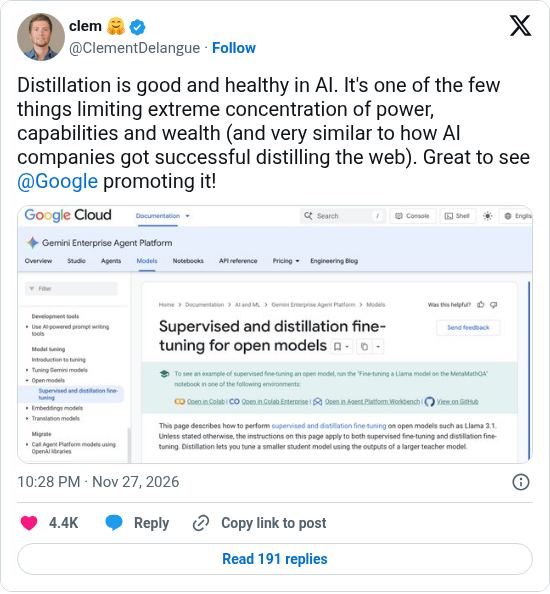 clem 🤗
@ClementDelangue · Follow
Distillation is good and healthy in AI. It's one of the few
things limiting extreme concentration of power,
capabilities and wealth (and very similar to how AI
companies got successful distilling the web). Great to see
@Google promoting it!
Google Cloud Documentation Search / Console Shell Englis
Gemini Enterprise Agent Platform
Overview Studio Agents Models Notebooks API reference Pricing Engineering Blog
Filter
Home > Documentation > AI and ML > Gemini Enterprise Agent Platform > Models Was this helpful?
Development tools
Use AI-powered prompt writing
tools
Model tuning
Introduction to tuning
Tuning Gemini models
Open models
Supervised and distillation fine-
tuning
Embeddings models
Translation models
Migrate
Call Agent Platform models using
OpenAI libraries
Supervised and distillation fine-
tuning for open models
Send feedback
To see an example of supervised fine-tuning an open model, run the "Fine-tuning a Llama model on the MetaMathQA"
notebook in one of the following environments:
Open in Colab | Open in Colab Enterprise | Open in Agent Platform Workbench | View on GitHub
This page describes how to perform supervised fine-tuning and distillation fine-tuning on open models such as Llama 3.1.
Unless stated otherwise, the instructions on this page apply to both supervised fine-tuning and distillation fine-
tuning. Distillation lets you tune a smaller student model using the outputs of a larger teacher model.
10:28 PM · Nov 27, 2026
4.4K Reply Copy link to post
Read 191 replies